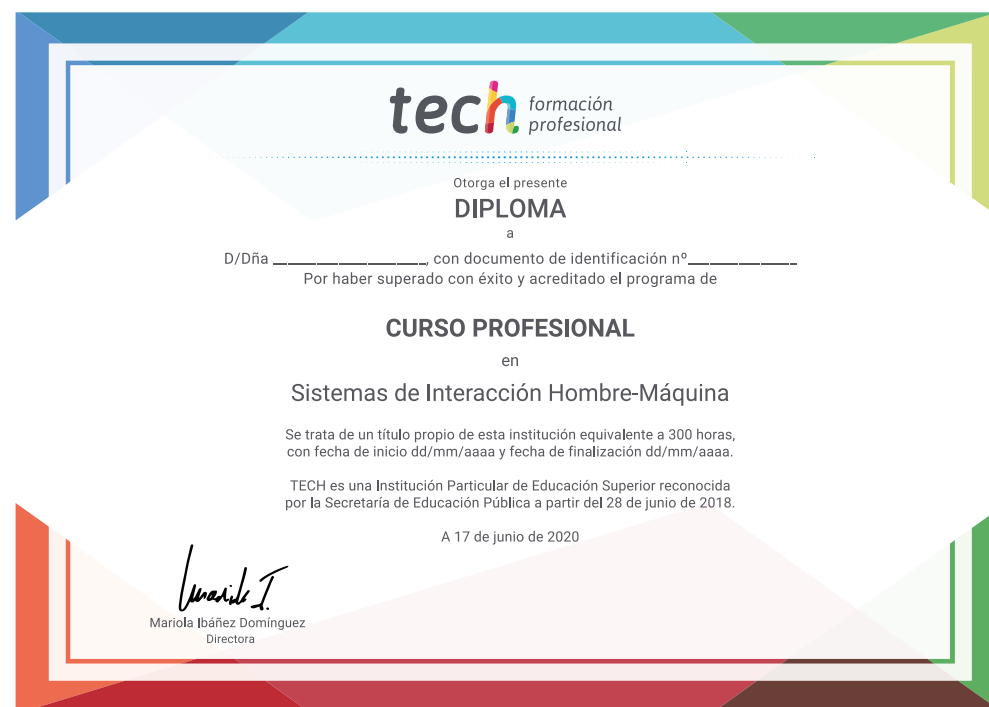 tech formación
profesional
Otorga el presente
DIPLOMA
a
D/Dña ____________________, con documento de identificación nº______________
Por haber superado con éxito y acreditado el programa de
CURSO PROFESIONAL
en
Sistemas de Interacción Hombre-Máquina
Se trata de un título propio de esta institución equivalente a 300 horas,
con fecha de inicio dd/mm/aaaa y fecha de finalización dd/mm/aaaa.
TECH es una Institución Particular de Educación Superior reconocida
por la Secretaría de Educación Pública a partir del 28 de junio de 2018.
A 17 de junio de 2020
Mariola Ibáñez Domínguez
Directora